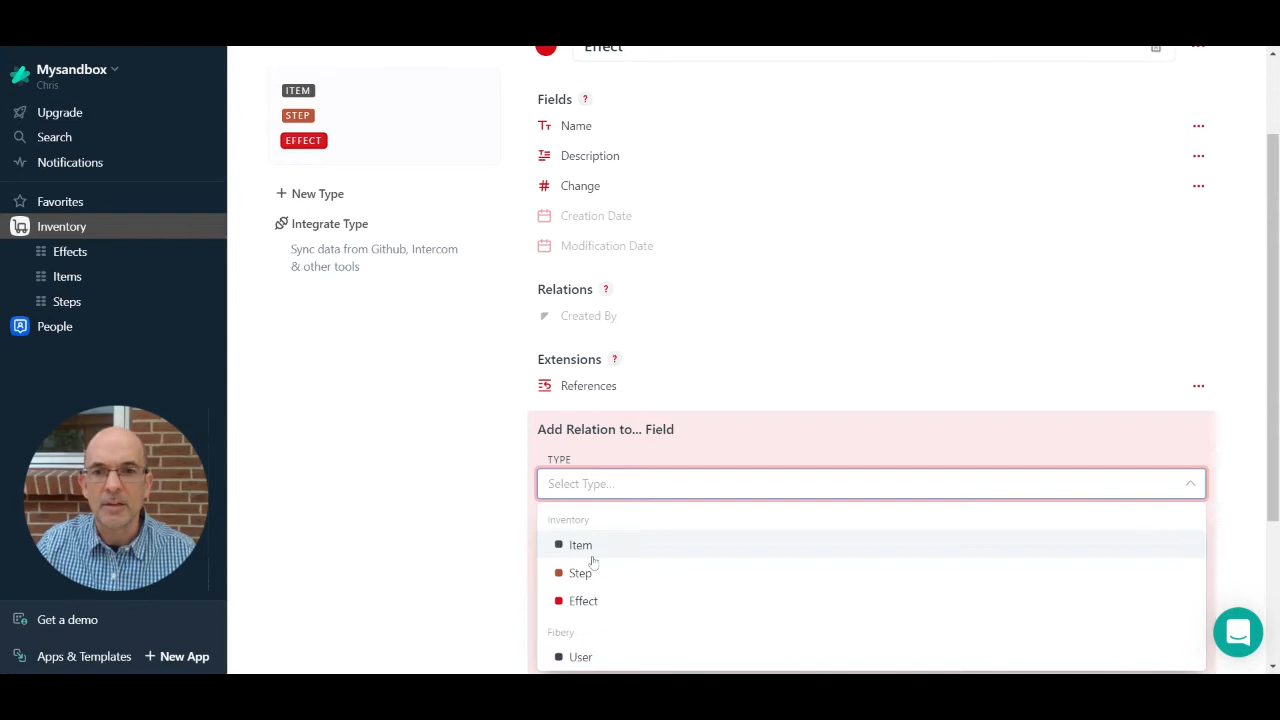 Mysandbox
Chris
Upgrade
Search
Notifications
Favorites
Inventory
Effects
Items
Steps
People
Get a demo
Apps & Templates
+ New App
ITEM
STEP
EFFECT
+ New Type
Integrate Type
Sync data from Github, Intercom
& other tools
Effect
Fields ?
Name
Description
# Change
Creation Date
Modification Date
Relations ?
Created By
Extensions ?
References
Add Relation to... Field
TYPE
Select Type...
Inventory
Item
Step
Effect
Fibery
User